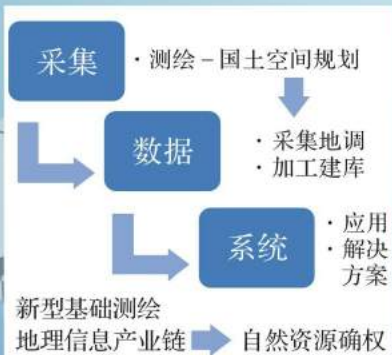 采集
· 测绘–国土空间规划
数据
· 采集地调
· 加工建库
系统
· 应用
· 解决
方案
新型基础测绘
地理信息产业链 自然资源确权